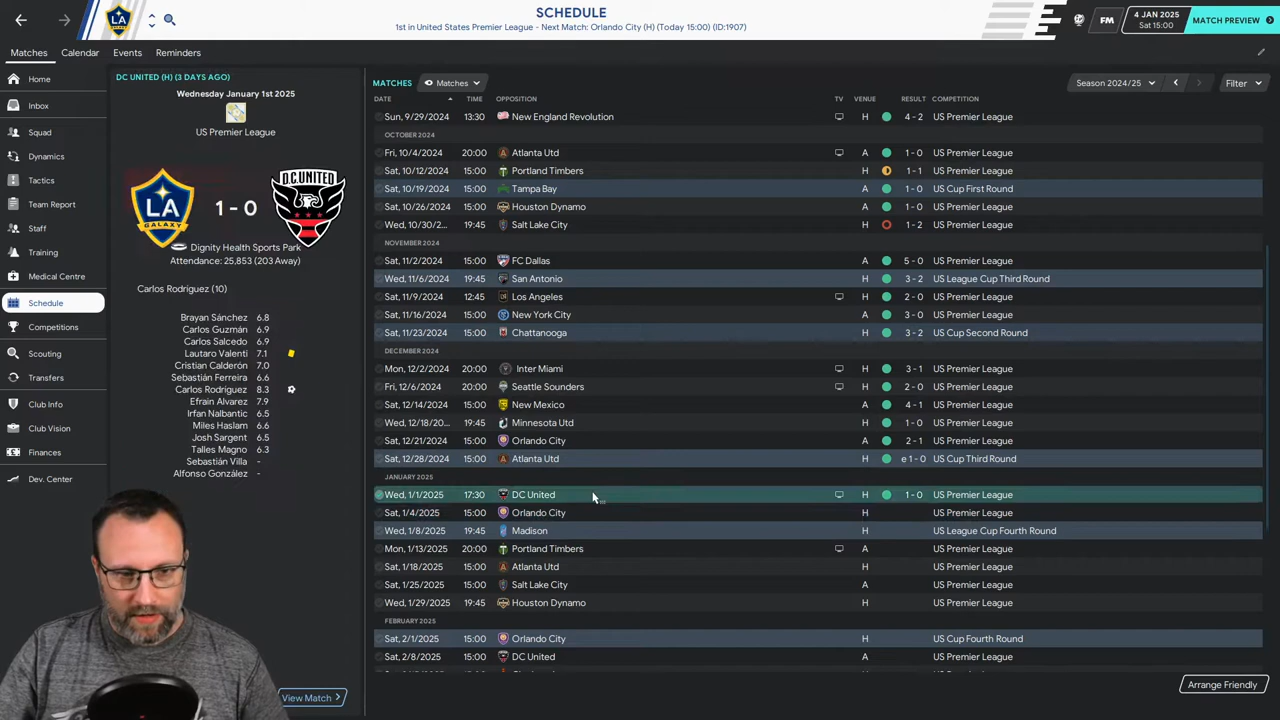 SCHEDULE
1st in United States Premier League - Next Match: Orlando City (H) (Today 15:00) (ID:1907)
FM
4 JAN 2025
Sat 15:00
MATCH PREVIEW
Matches Calendar Events Reminders
Home
Inbox
Squad
Dynamics
Tactics
Team Report
Staff
Training
Medical Centre
Schedule
Competitions
Scouting
Transfers
Club Info
Club Vision
Finances
Dev. Center
DC UNITED (H) (3 DAYS AGO)
Wednesday January 1st 2025
US Premier League
LA GALAXY 1 - 0 D.C.UNITED
Dignity Health Sports Park
Attendance: 25,853 (203 Away)
Carlos Rodríguez (10)
Brayan Sánchez 6.8
Carlos Guzmán 6.9
Carlos Salcedo 6.9
Lautaro Valenti 7.1
Cristian Calderón 7.0
Sebastián Ferreira 6.6
Carlos Rodríguez 8.3
Efrain Alvarez 7.9
Irfan Nalbantic 6.5
Miles Haslam 6.6
Josh Sargent 6.5
Talles Magno 6.3
Sebastián Villa -
Alfonso González -
View Match
MATCHES Matches Season 2024/25 Filter
DATE TIME OPPOSITION TV VENUE RESULT COMPETITION
Sun, 9/29/2024 13:30 New England Revolution H 4 - 2 US Premier League
OCTOBER 2024
Fri, 10/4/2024 20:00 Atlanta Utd A 1 - 0 US Premier League
Sat, 10/12/2024 15:00 Portland Timbers H 1 - 1 US Premier League
Sat, 10/19/2024 15:00 Tampa Bay A 1 - 0 US Cup First Round
Sat, 10/26/2024 15:00 Houston Dynamo A 1 - 0 US Premier League
Wed, 10/30/2... 19:45 Salt Lake City H 1 - 2 US Premier League
NOVEMBER 2024
Sat, 11/2/2024 15:00 FC Dallas A 5 - 0 US Premier League
Wed, 11/6/2024 19:45 San Antonio H 3 - 2 US League Cup Third Round
Sat, 11/9/2024 12:45 Los Angeles H 2 - 0 US Premier League
Sat, 11/16/2024 15:00 New York City A 3 - 0 US Premier League
Sat, 11/23/2024 15:00 Chattanooga H 3 - 2 US Cup Second Round
DECEMBER 2024
Mon, 12/2/2024 20:00 Inter Miami H 3 - 1 US Premier League
Fri, 12/6/2024 20:00 Seattle Sounders H 2 - 0 US Premier League
Sat, 12/14/2024 15:00 New Mexico A 4 - 1 US Premier League
Wed, 12/18/20... 19:45 Minnesota Utd H 1 - 0 US Premier League
Sat, 12/21/2024 15:00 Orlando City A 2 - 1 US Premier League
Sat, 12/28/2024 15:00 Atlanta Utd A e 1 - 0 US Cup Third Round
JANUARY 2025
Wed, 1/1/2025 17:30 DC United H 1 - 0 US Premier League
Sat, 1/4/2025 15:00 Orlando City H US Premier League
Wed, 1/8/2025 19:45 Madison H US League Cup Fourth Round
Mon, 1/13/2025 20:00 Portland Timbers A US Premier League
Sat, 1/18/2025 15:00 Atlanta Utd H US Premier League
Sat, 1/25/2025 15:00 Salt Lake City A US Premier League
Wed, 1/29/2025 19:45 Houston Dynamo H US Premier League
FEBRUARY 2025
Sat, 2/1/2025 15:00 Orlando City H US Cup Fourth Round
Sat, 2/8/2025 15:00 DC United A US Premier League
Arrange Friendly